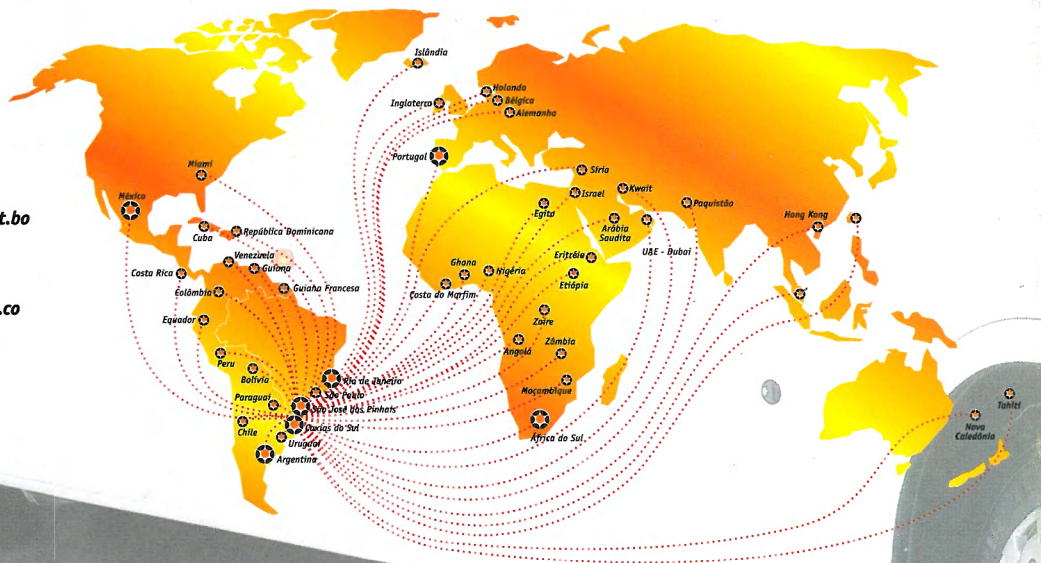 Islândia
Holanda
Inglaterra
Bélgica
Alemanha
Portugal
Miami
Síria
México
Israel
Kwait
Paquistão
t.bo
Egito
Arábia
Saudita
Hong Kong
Cuba
República Dominicana
UAE - Dubai
Venezuela
Guiana
Eritréia
Costa Rica
Ghana
Nigéria
Etiópia
Colômbia
Guiana Francesa
Costa do Marfim
.co
Equador
Zaire
Angola
Zâmbia
Peru
Bolívia
Rio de Janeiro
Moçambique
Paraguai
São Paulo
São José dos Pinhais
Tahiti
Chile
Caxias do Sul
Nova
Caledônia
Uruguai
África do Sul
Argentina